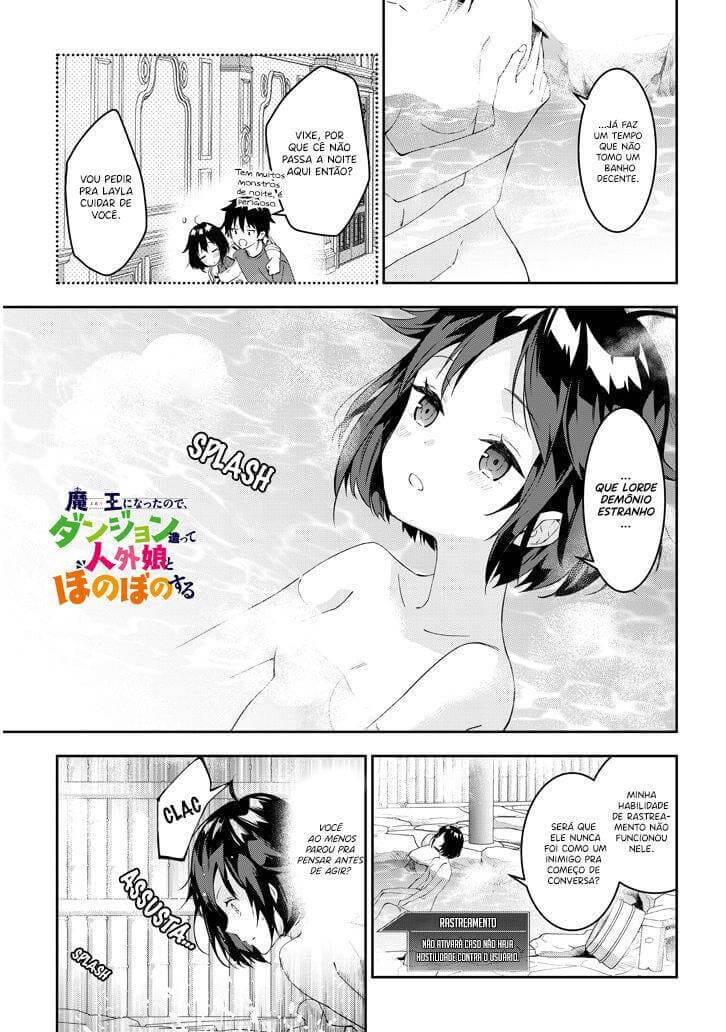 ...JÁ FAZ
UM TEMPO
QUE NÃO
TOMO UM
BANHO
DECENTE.
VIXE, POR
QUE CÊ NÃO
PASSA A NOITE
AQUI ENTÃO?
Tem muitos
monstros
de noite, é
perigoso.
VOU PEDIR
PRA LAYLA
CUIDAR DE
VOCÊ.
...
QUE LORDE
DEMÔNIO
ESTRANHO
...
SPLASH
魔王になったので、
ダンジョン造って
人外娘と
ほのぼのする
MINHA
HABILIDADE
DE RASTREA-
MENTO NÃO
FUNCIONOU
NELE.
SERÁ QUE
ELE NUNCA
FOI COMO UM
INIMIGO PRA
COMEÇO DE
CONVERSA?
RASTREAMENTO
NÃO ATIVARÁ CASO NÃO HAJA
HOSTILIDADE CONTRA O USUÁRIO.
VOCÊ
AO MENOS
PAROU PRA
PENSAR ANTES
DE AGIR?
CLAC
ASSUSTA...
SPLASH